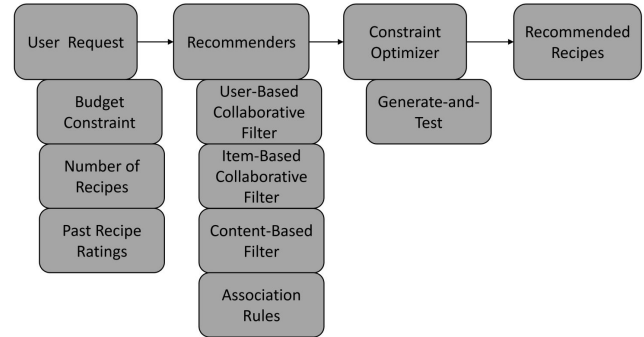 User Request
Budget
Constraint
Number of
Recipes
Past Recipe
Ratings
Recommenders
User-Based
Collaborative
Filter
Item-Based
Collaborative
Filter
Content-Based
Filter
Association
Rules
Constraint
Optimizer
Generate-and-
Test
Recommended
Recipes